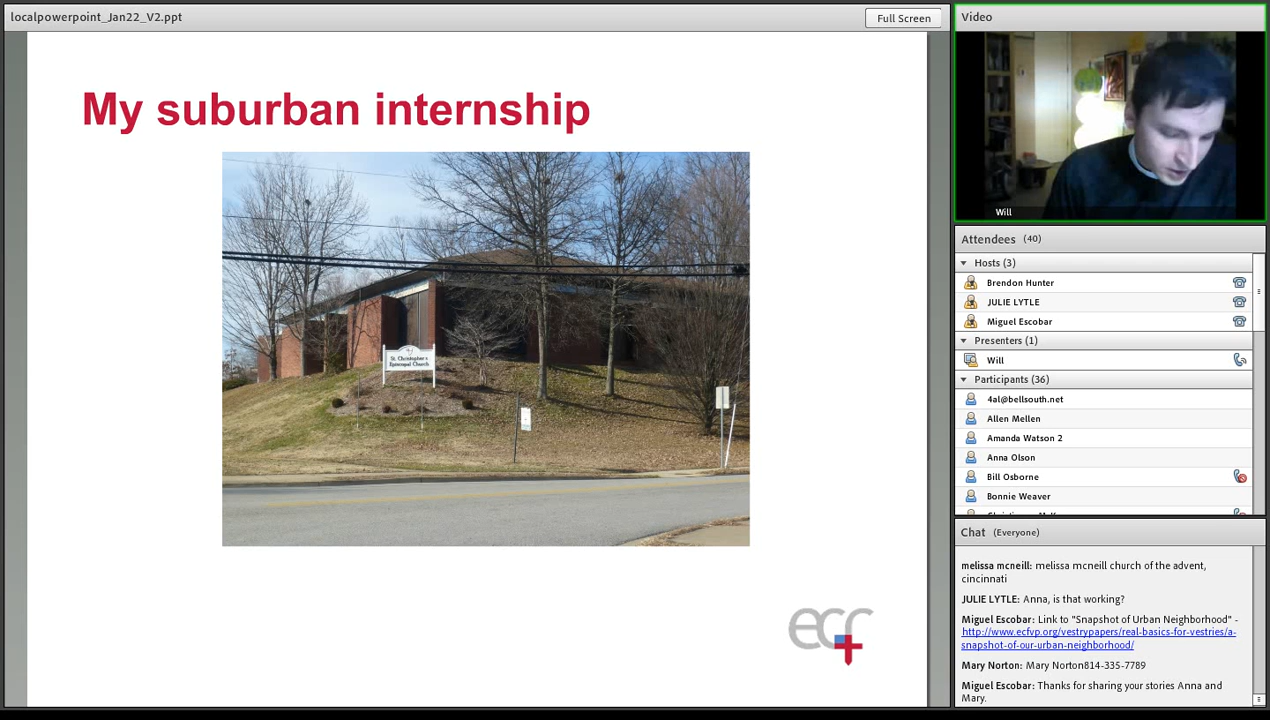 localpowerpoint_Jan22_V2.ppt
Full Screen
My suburban internship
St. Christopher's
Episcopal Church
ecf
Video
Will
Attendees (40)
Hosts (3)
Brendon Hunter
JULIE LYTLE
Miguel Escobar
Presenters (1)
Will
Participants (36)
4al@bellsouth.net
Allen Mellen
Amanda Watson 2
Anna Olson
Bill Osborne
Bonnie Weaver
Chat (Everyone)
melissa mcneill: melissa mcneill church of the advent,
cincinnati
JULIE LYTLE: Anna, is that working?
Miguel Escobar: Link to "Snapshot of Urban Neighborhood" -
http://www.ecfvp.org/vestrypapers/real-basics-for-vestries/a-
snapshot-of-our-urban-neighborhood/
Mary Norton: Mary Norton814-335-7789
Miguel Escobar: Thanks for sharing your stories Anna and
Mary.